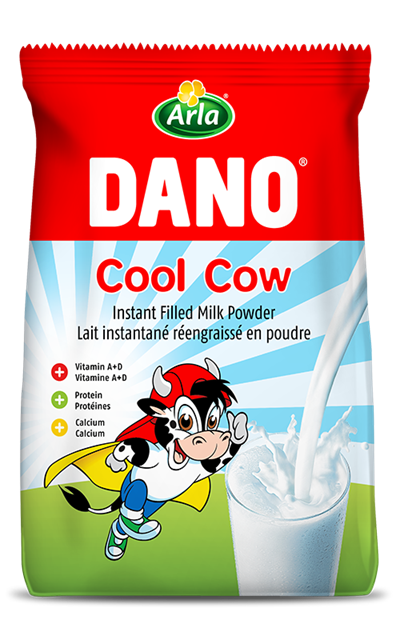 Arla®
DANO®
Cool Cow
Instant Filled Milk Powder
Lait instantané réengraissé en poudre
+ Vitamin A+D
Vitamine A+D
+ Protein
Protéines
+ Calcium
Calcium